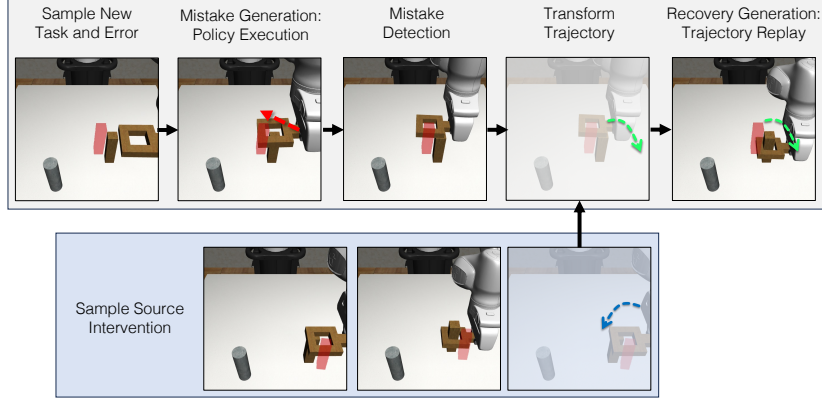 Sample New
Task and Error
Mistake Generation:
Policy Execution
Mistake
Detection
Transform
Trajectory
Recovery Generation:
Trajectory Replay
Sample Source
Intervention